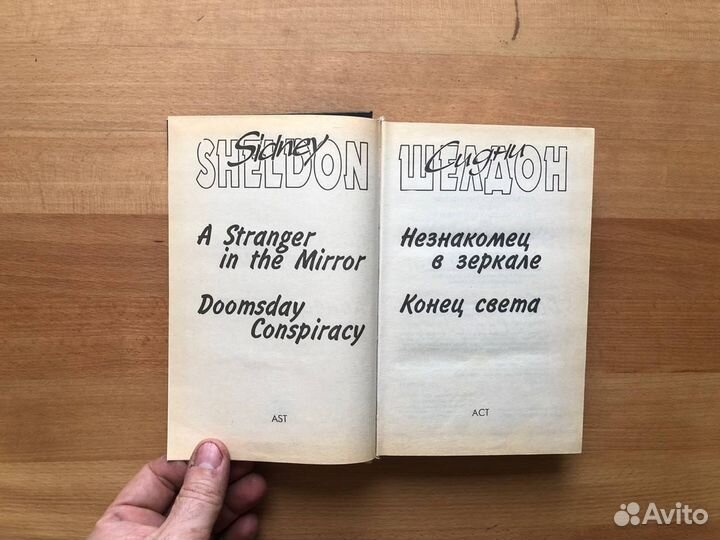 Sidney
SHELDON
A Stranger
in the Mirror
Doomsday
Conspiracy
AST
Сидни
ШЕЛДОН
Незнакомец
в зеркале
Конец света
АСТ
Avito